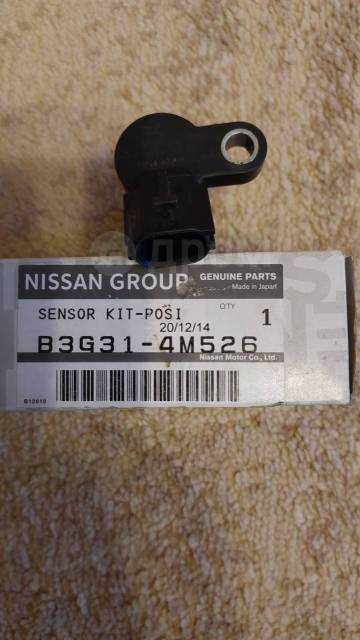 NISSAN GROUP GENUINE PARTS
Made in Japan
SENSOR KIT-POSI QTY 1
20/12/14
B3G31-4M526
Nissan Motor Co., Ltd.